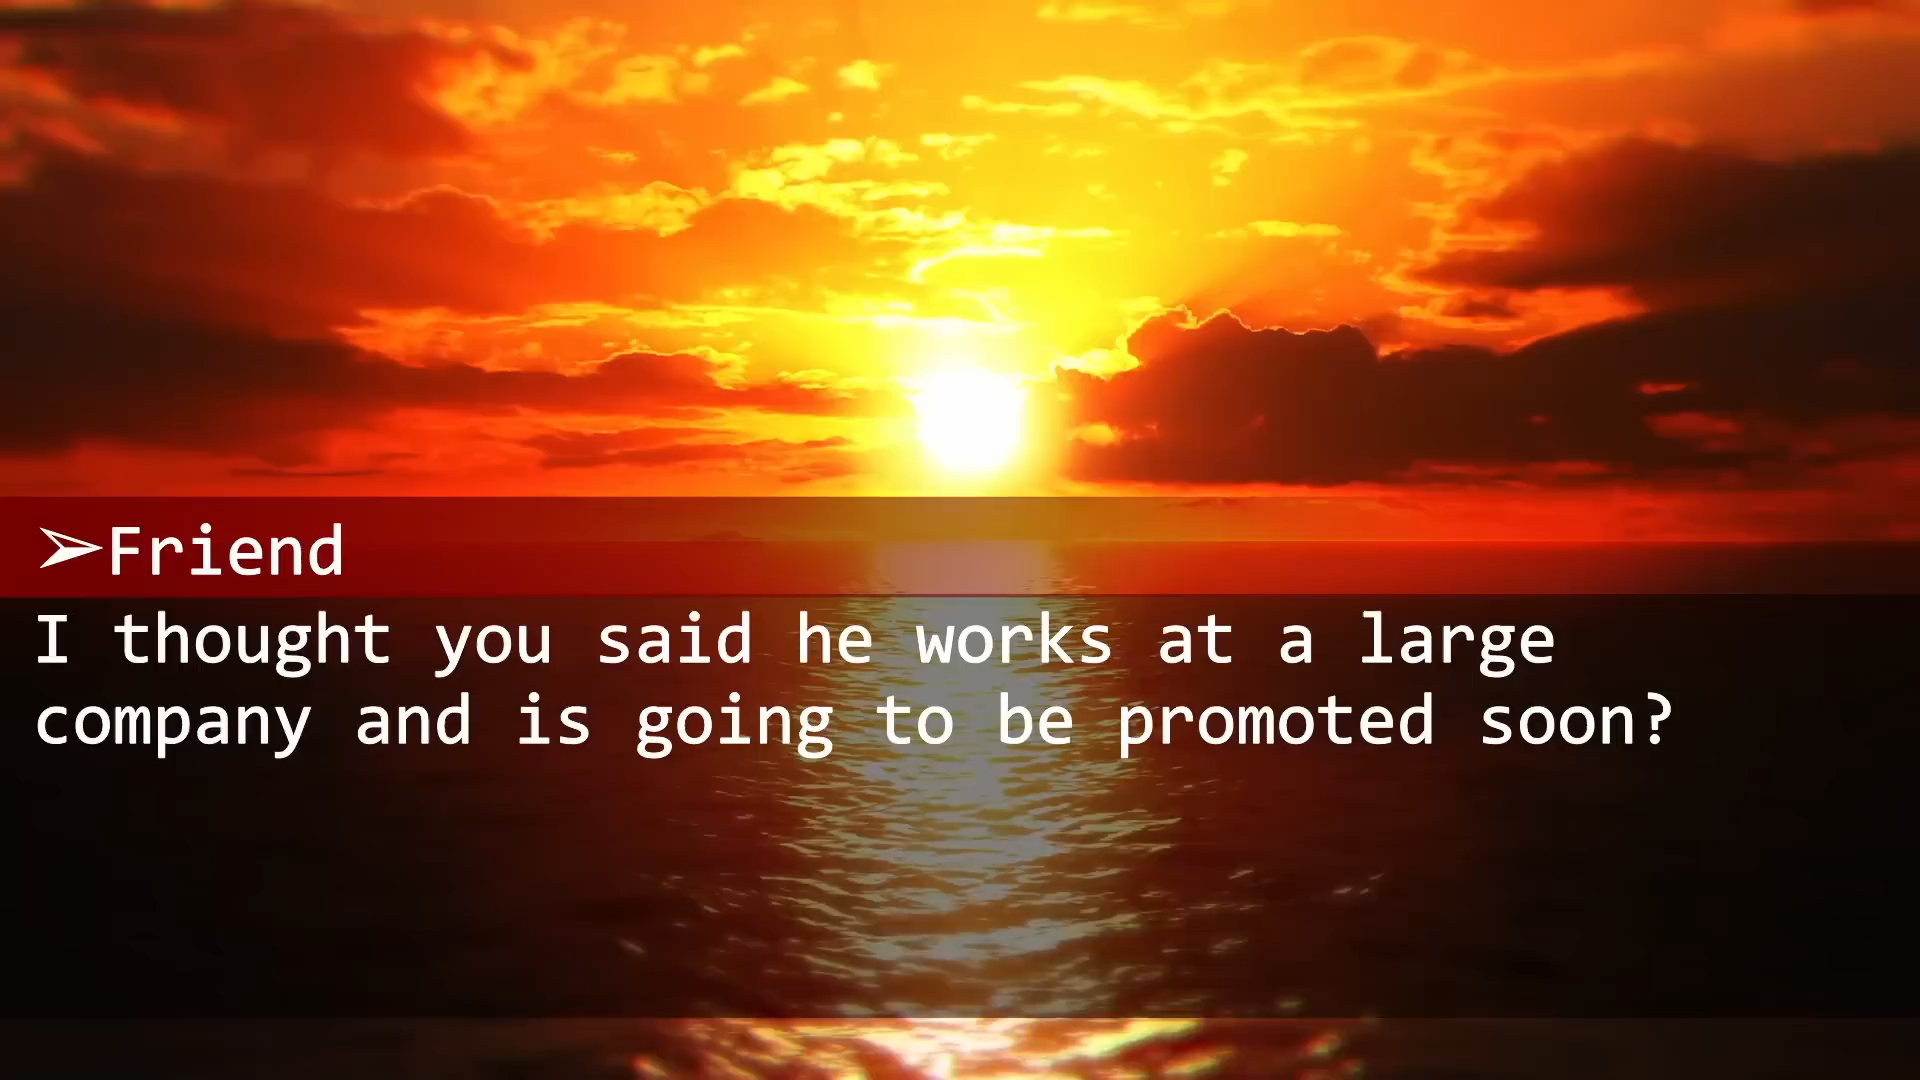 ➢Friend
I thought you said he works at a large
company and is going to be promoted soon?